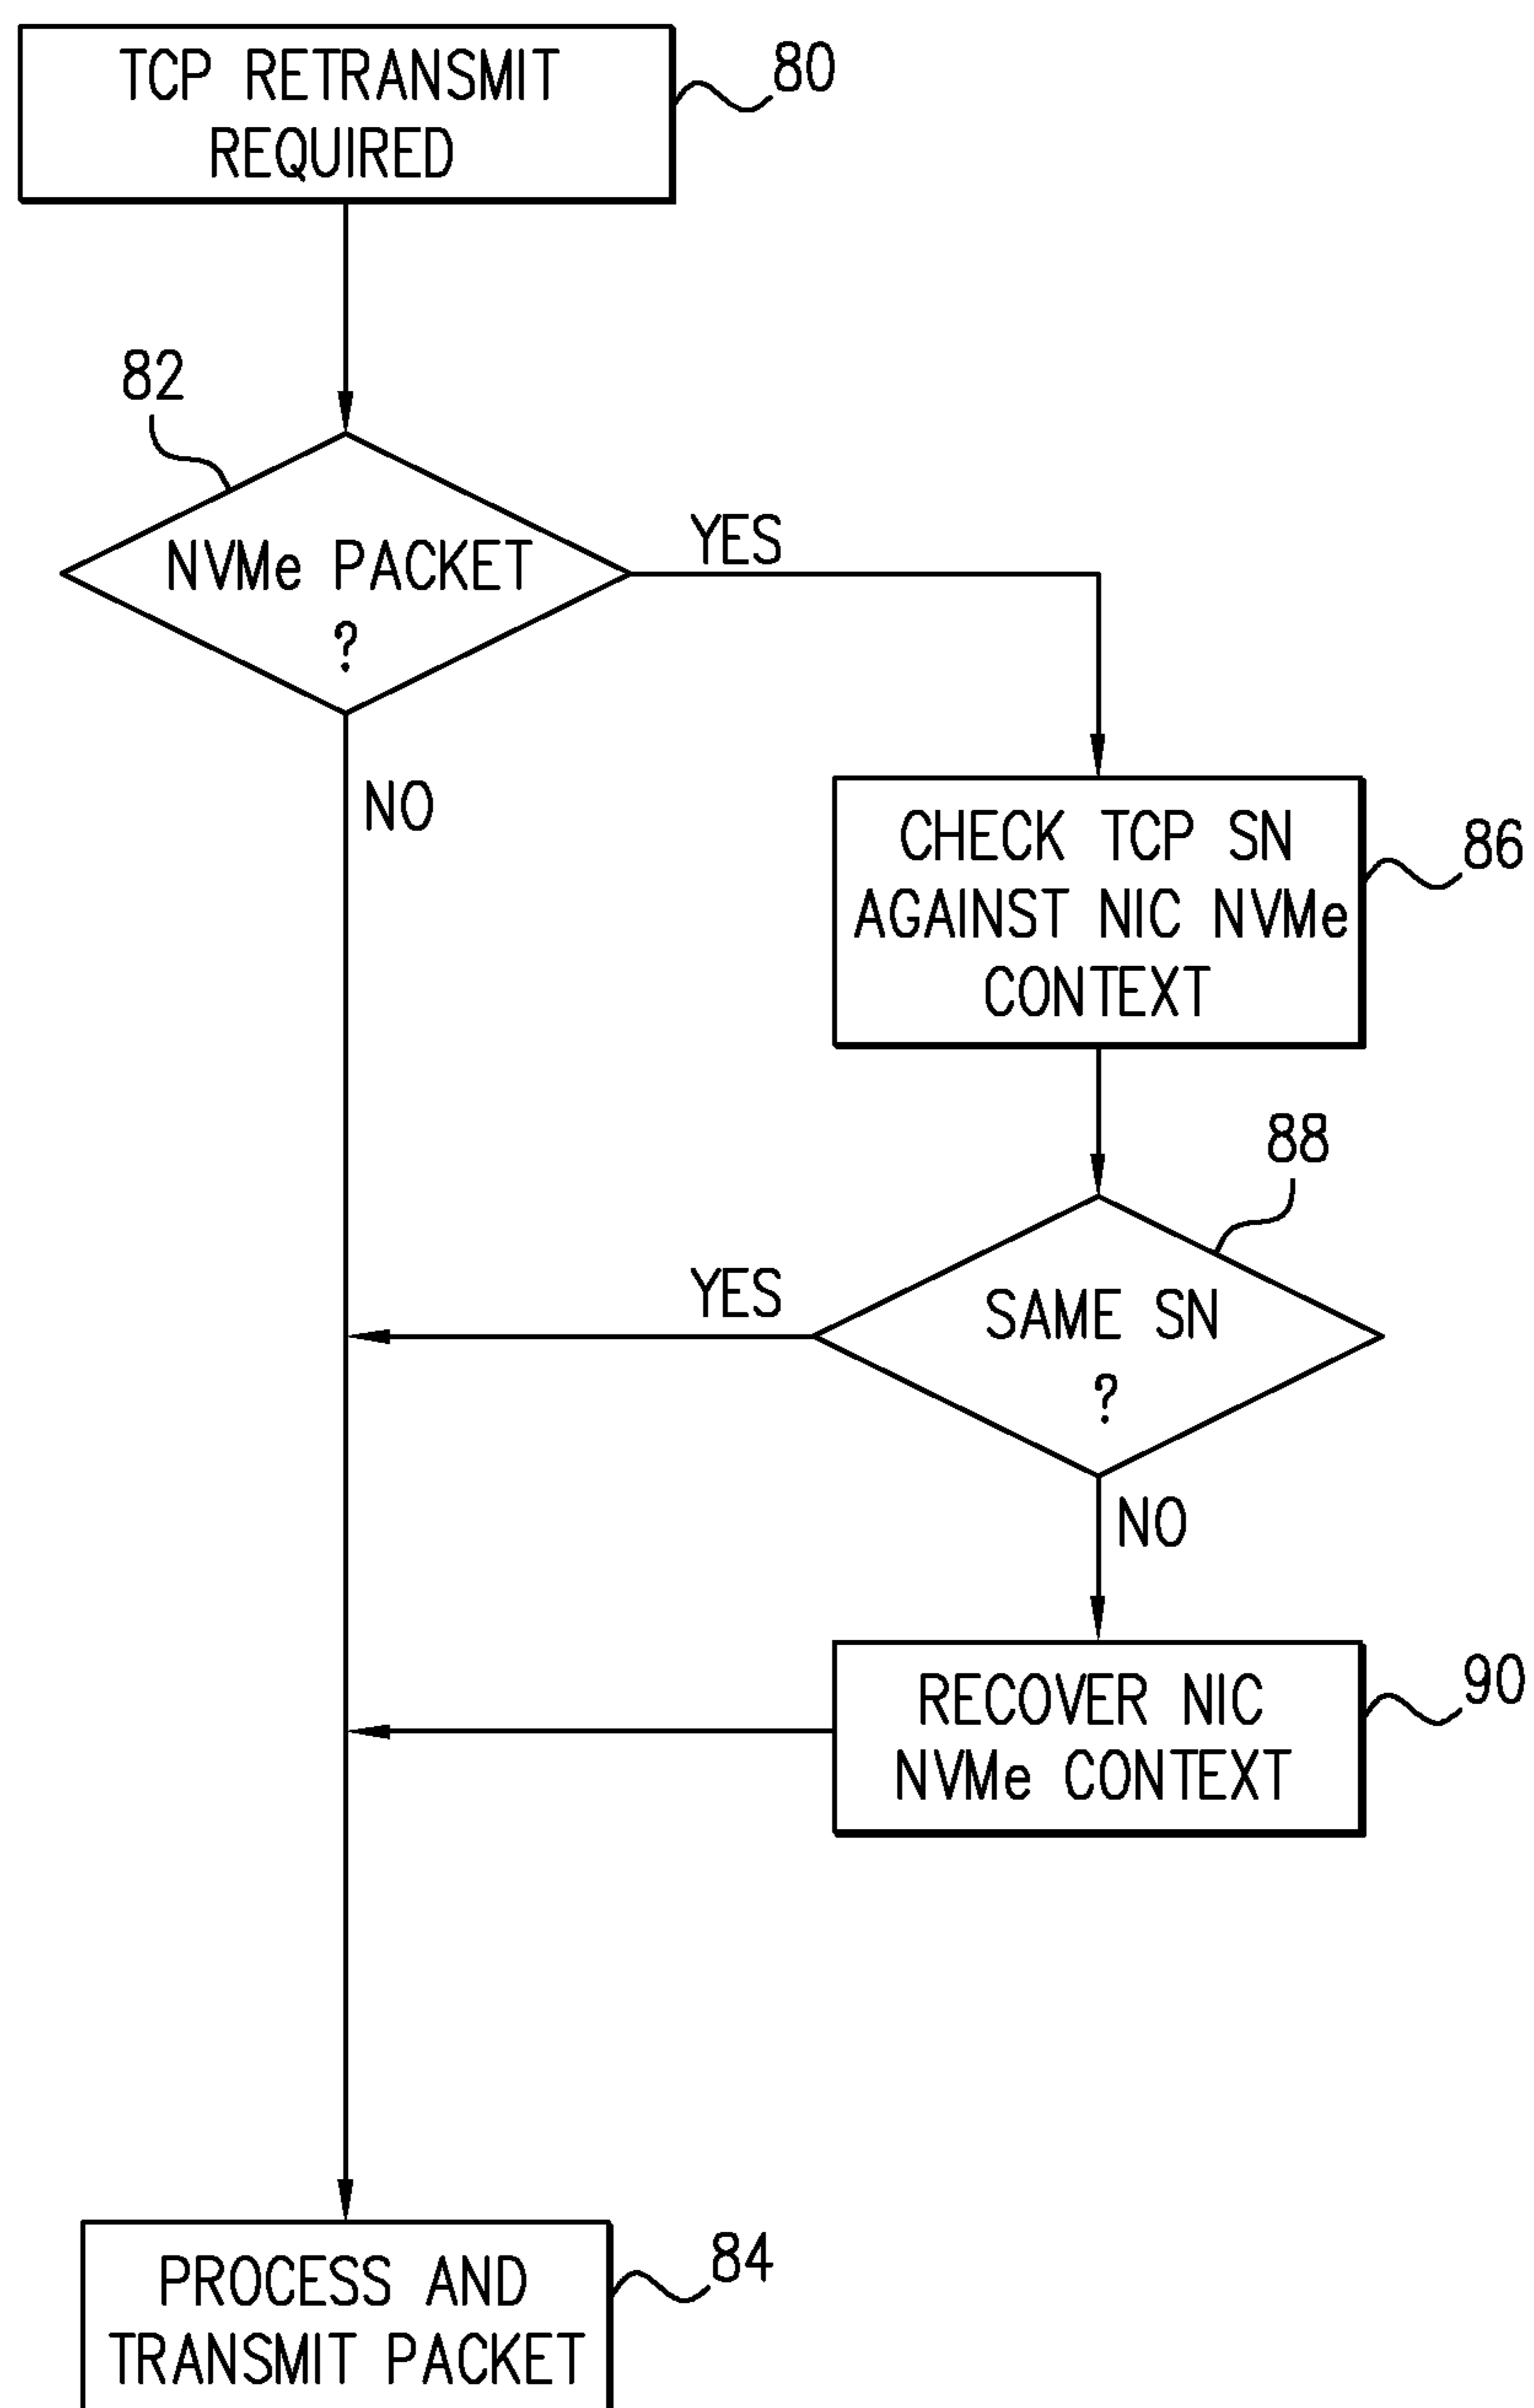 TCP RETRANSMIT
REQUIRED
80
82
NVMe PACKET
?
YES
NO
CHECK TCP SN
AGAINST NIC NVMe
CONTEXT
86
88
SAME SN
?
YES
NO
RECOVER NIC
NVMe CONTEXT
90
PROCESS AND
TRANSMIT PACKET
84